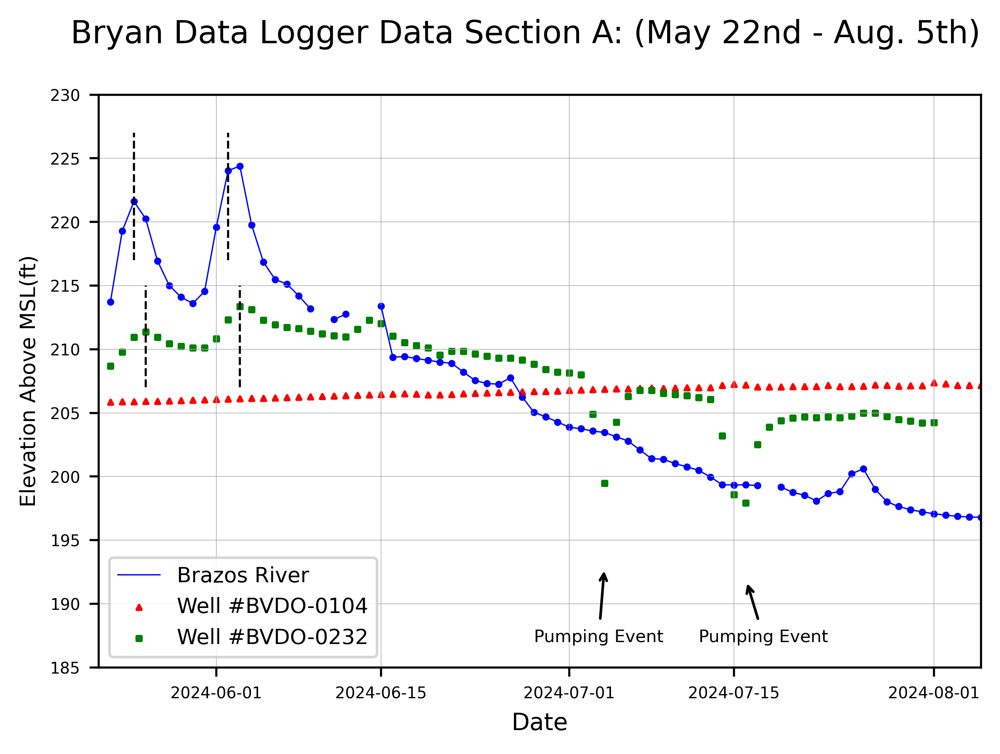 Bryan Data Logger Data Section A: (May 22nd - Aug. 5th)
230
225
220
215
210
205
200
195
190
185
Elevation Above MSL(ft)
Brazos River
Well #BVDO-0104
Well #BVDO-0232
Pumping Event
Pumping Event
2024-06-01
2024-06-15
2024-07-01
2024-07-15
2024-08-01
Date